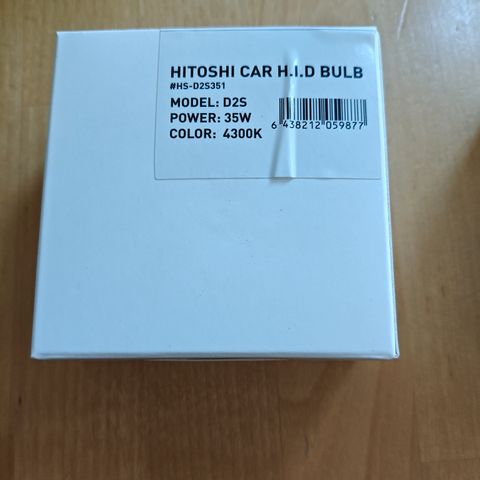 HITOSHI CAR H.I.D BULB
#HS-D2S351
MODEL: D2S
POWER: 35W
COLOR: 4300K
6 438212 059877